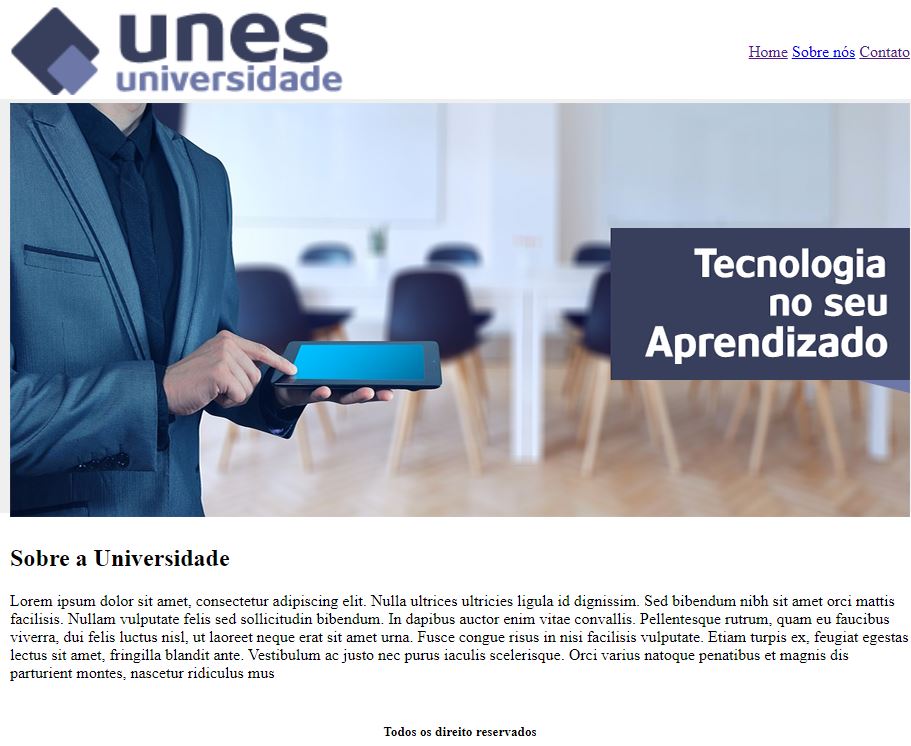 unes
universidade
Home Sobre nós Contato
Tecnologia
no seu
Aprendizado
Sobre a Universidade
Lorem ipsum dolor sit amet, consectetur adipiscing elit. Nulla ultrices ultricies ligula id dignissim. Sed bibendum nibh sit amet orci mattis
facilisis. Nullam vulputate felis sed sollicitudin bibendum. In dapibus auctor enim vitae convallis. Pellentesque rutrum, quam eu faucibus
viverra, dui felis luctus nisl, ut laoreet neque erat sit amet urna. Fusce congue risus in nisi facilisis vulputate. Etiam turpis ex, feugiat egestas
lectus sit amet, fringilla blandit ante. Vestibulum ac justo nec purus iaculis scelerisque. Orci varius natoque penatibus et magnis dis
parturient montes, nascetur ridiculus mus
Todos os direito reservados